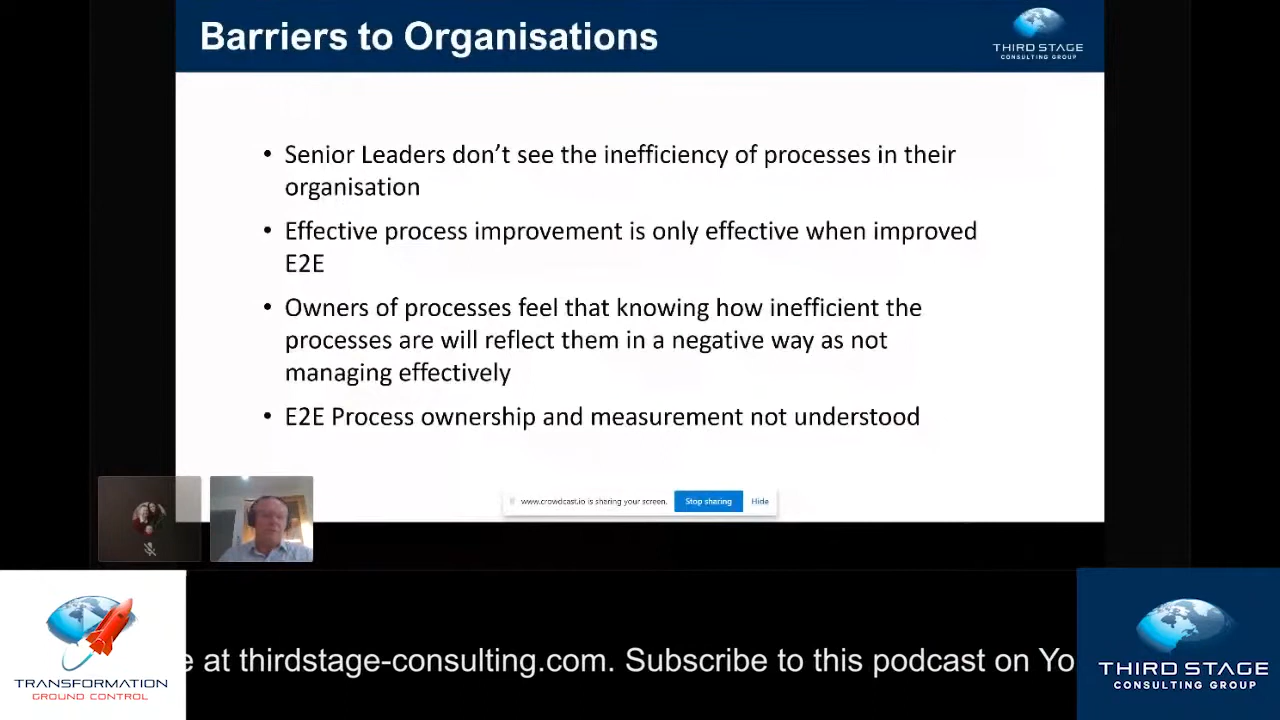 Barriers to Organisations
THIRD STAGE
CONSULTING GROUP
• Senior Leaders don’t see the inefficiency of processes in their
organisation
• Effective process improvement is only effective when improved
E2E
• Owners of processes feel that knowing how inefficient the
processes are will reflect them in a negative way as not
managing effectively
• E2E Process ownership and measurement not understood
www.crowdcast.io is sharing your screen.
Stop sharing
Hide
e at thirdstage-consulting.com. Subscribe to this podcast on Yo
TRANSFORMATION
GROUND CONTROL
THIRD STAGE
CONSULTING GROUP